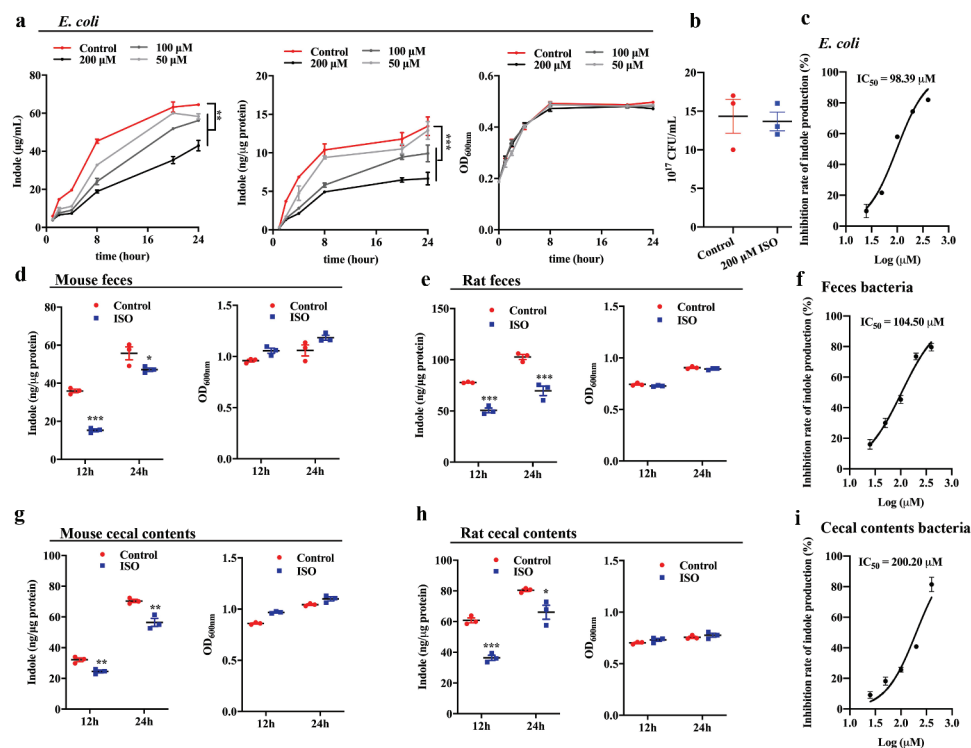 a
E. coli
Control
100 μM
200 μM
50 μM
Indole (μg/mL)
80
60
40
20
0
0
8
16
24
time (hour)
**
Control
100 μM
200 μM
50 μM
Indole (ng/μg protein)
20
15
10
5
0
0
8
16
24
time (hour)
***
Control
100 μM
200 μM
50 μM
OD600nm
0.6
0.4
0.2
0.0
0
8
16
24
time (hour)
b
10^17 CFU/mL
20
15
10
5
0
Control
200 μM ISO
c
E. coli
IC50 = 98.39 μM
Inhibition rate of indole production (%)
100
80
60
40
20
0
1.0
1.5
2.0
2.5
3.0
Log (μM)
d
Mouse feces
Control
ISO
Indole (ng/μg protein)
80
60
40
20
0
***
*
12h
24h
Control
ISO
OD600nm
1.5
1.0
0.5
0.0
12h
24h
e
Rat feces
Control
ISO
Indole (ng/μg protein)
150
100
50
0
***
***
12h
24h
Control
ISO
OD600nm
1.5
1.0
0.5
0.0
12h
24h
f
Feces bacteria
IC50 = 104.50 μM
Inhibition rate of indole production (%)
100
80
60
40
20
0
1.0
1.5
2.0
2.5
3.0
Log (μM)
g
Mouse cecal contents
Control
ISO
Indole (ng/μg protein)
100
80
60
40
20
0
**
**
12h
24h
Control
ISO
OD600nm
1.5
1.0
0.5
0.0
12h
24h
h
Rat cecal contents
Control
ISO
Indole (ng/μg protein)
100
80
60
40
20
0
***
*
12h
24h
Control
ISO
OD600nm
1.5
1.0
0.5
0.0
12h
24h
i
Cecal contents bacteria
IC50 = 200.20 μM
Inhibition rate of indole production (%)
100
80
60
40
20
0
1.0
1.5
2.0
2.5
3.0
Log (μM)